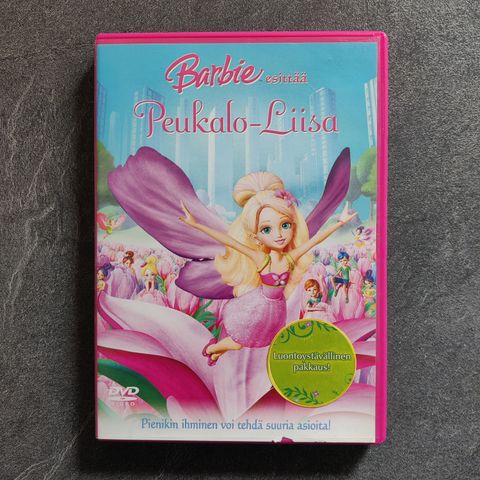 Barbie esittää
Peukalo-Liisa
Luontoystävällinen
pakkaus!
DVD
VIDEO
Pienikin ihminen voi tehdä suuria asioita!